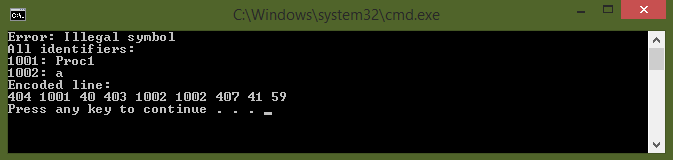 C:\Windows\system32\cmd.exe
Error: Illegal symbol
All identifiers:
1001: Proc1
1002: a
Encoded line:
404 1001 40 403 1002 1002 407 41 59
Press any key to continue . . . _